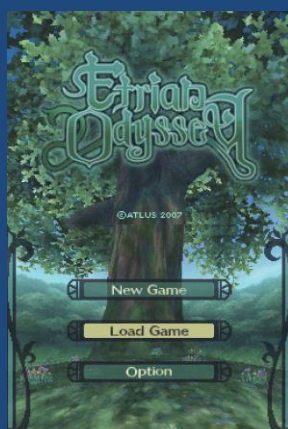 Etrian
Odyssey
©ATLUS 2007
New Game
Load Game
Option